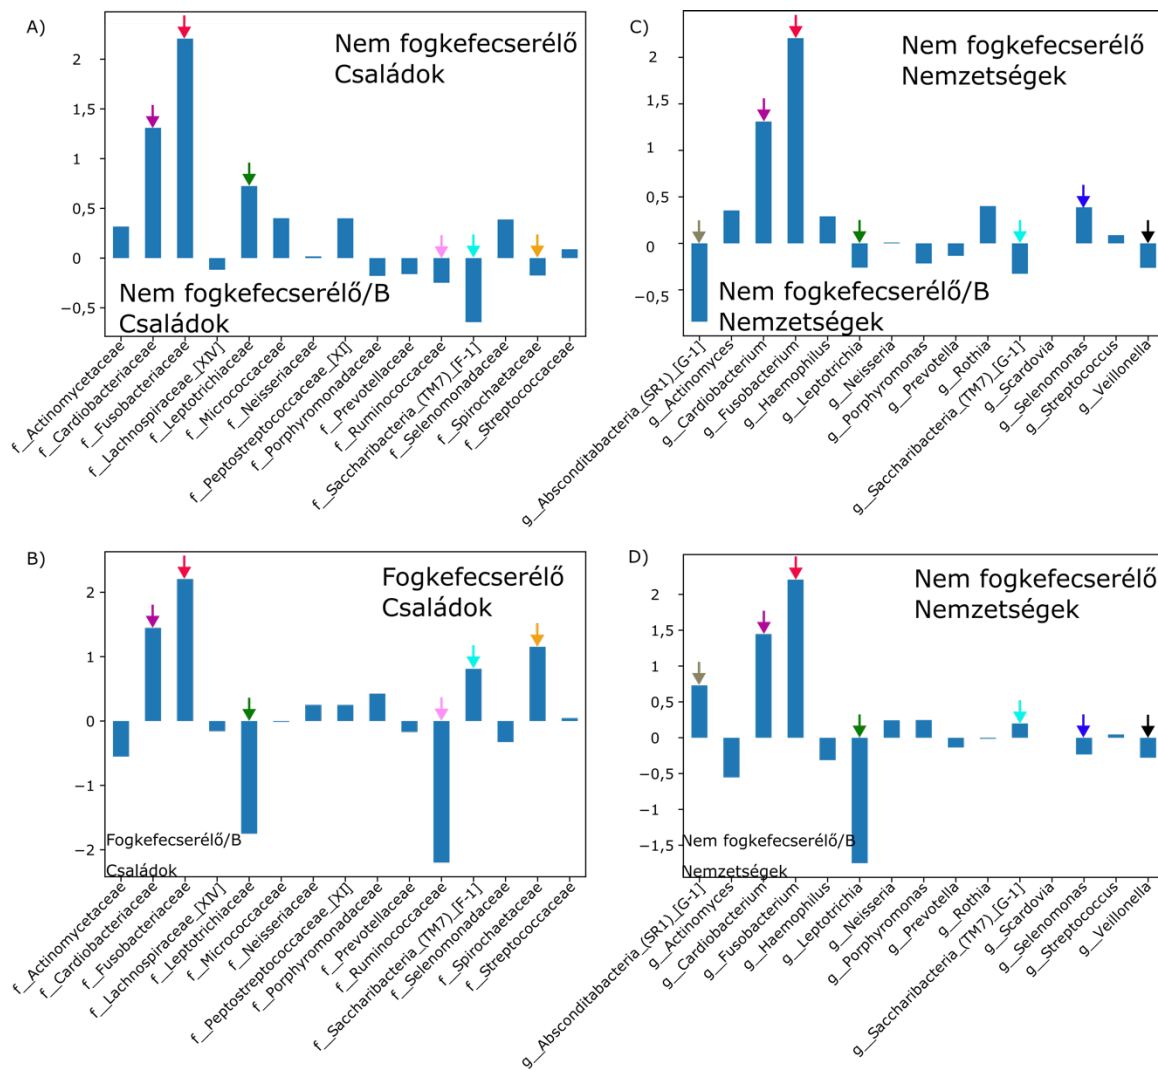 A)
Nem fogkefecserélő
Családok
2
1,5
1
0,5
0
−0,5
Nem fogkefecserélő/B
Családok
f__Actinomycetaceae
f__Cardiobacteriaceae
f__Fusobacteriaceae
f__Lachnospiraceae_[XIV]
f__Leptotrichiaceae
f__Micrococcaceae
f__Neisseriaceae
f__Peptostreptococcaceae_[XI]
f__Porphyromonadaceae
f__Prevotellaceae
f__Ruminococcaceae
f__Saccharibacteria_(TM7)_[F-1]
f__Selenomonadaceae
f__Spirochaetaceae
f__Streptococcaceae
C)
Nem fogkefecserélő
Nemzetségek
2
1,5
1
0,5
0
−0,5
Nem fogkefecserélő/B
Nemzetségek
g__Absconditabacteria_(SR1)_[G-1]
g__Actinomyces
g__Cardiobacterium
g__Fusobacterium
g__Haemophilus
g__Leptotrichia
g__Neisseria
g__Porphyromonas
g__Prevotella
g__Rothia
g__Saccharibacteria_(TM7)_[G-1]
g__Scardovia
g__Selenomonas
g__Streptococcus
g__Veillonella
B)
Fogkefecserélő
Családok
2
1
0
−1
−2
Fogkefecserélő/B
Családok
f__Actinomycetaceae
f__Cardiobacteriaceae
f__Fusobacteriaceae
f__Lachnospiraceae_[XIV]
f__Leptotrichiaceae
f__Micrococcaceae
f__Neisseriaceae
f__Peptostreptococcaceae_[XI]
f__Porphyromonadaceae
f__Prevotellaceae
f__Ruminococcaceae
f__Saccharibacteria_(TM7)_[F-1]
f__Selenomonadaceae
f__Spirochaetaceae
f__Streptococcaceae
D)
Nem fogkefecserélő
Nemzetségek
2
1,5
1
0,5
0
−0,5
−1
−1,5
Nem fogkefecserélő/B
Nemzetségek
g__Absconditabacteria_(SR1)_[G-1]
g__Actinomyces
g__Cardiobacterium
g__Fusobacterium
g__Haemophilus
g__Leptotrichia
g__Neisseria
g__Porphyromonas
g__Prevotella
g__Rothia
g__Saccharibacteria_(TM7)_[G-1]
g__Scardovia
g__Selenomonas
g__Streptococcus
g__Veillonella